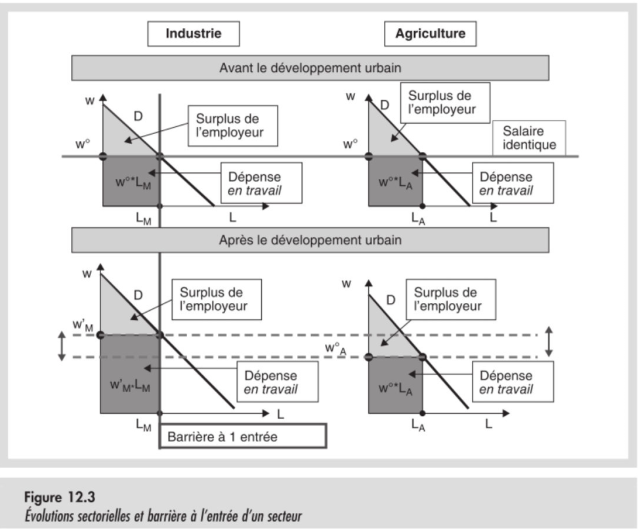 Industrie
Agriculture
Avant le développement urbain
w
D
Surplus de
l'employeur
w
D
Surplus de
l'employeur
Salaire
identique
w°
w°
w°*L_M
Dépense
en travail
w°*L_A
Dépense
en travail
L_M
L
L_A
L
Après le développement urbain
w
D
Surplus de
l'employeur
w
D
Surplus de
l'employeur
w'_M
w°_A
w'_M*L_M
Dépense
en travail
w°*L_A
Dépense
en travail
L_M
L
L_A
L
Barrière à 1 entrée
Figure 12.3
Évolutions sectorielles et barrière à l'entrée d'un secteur